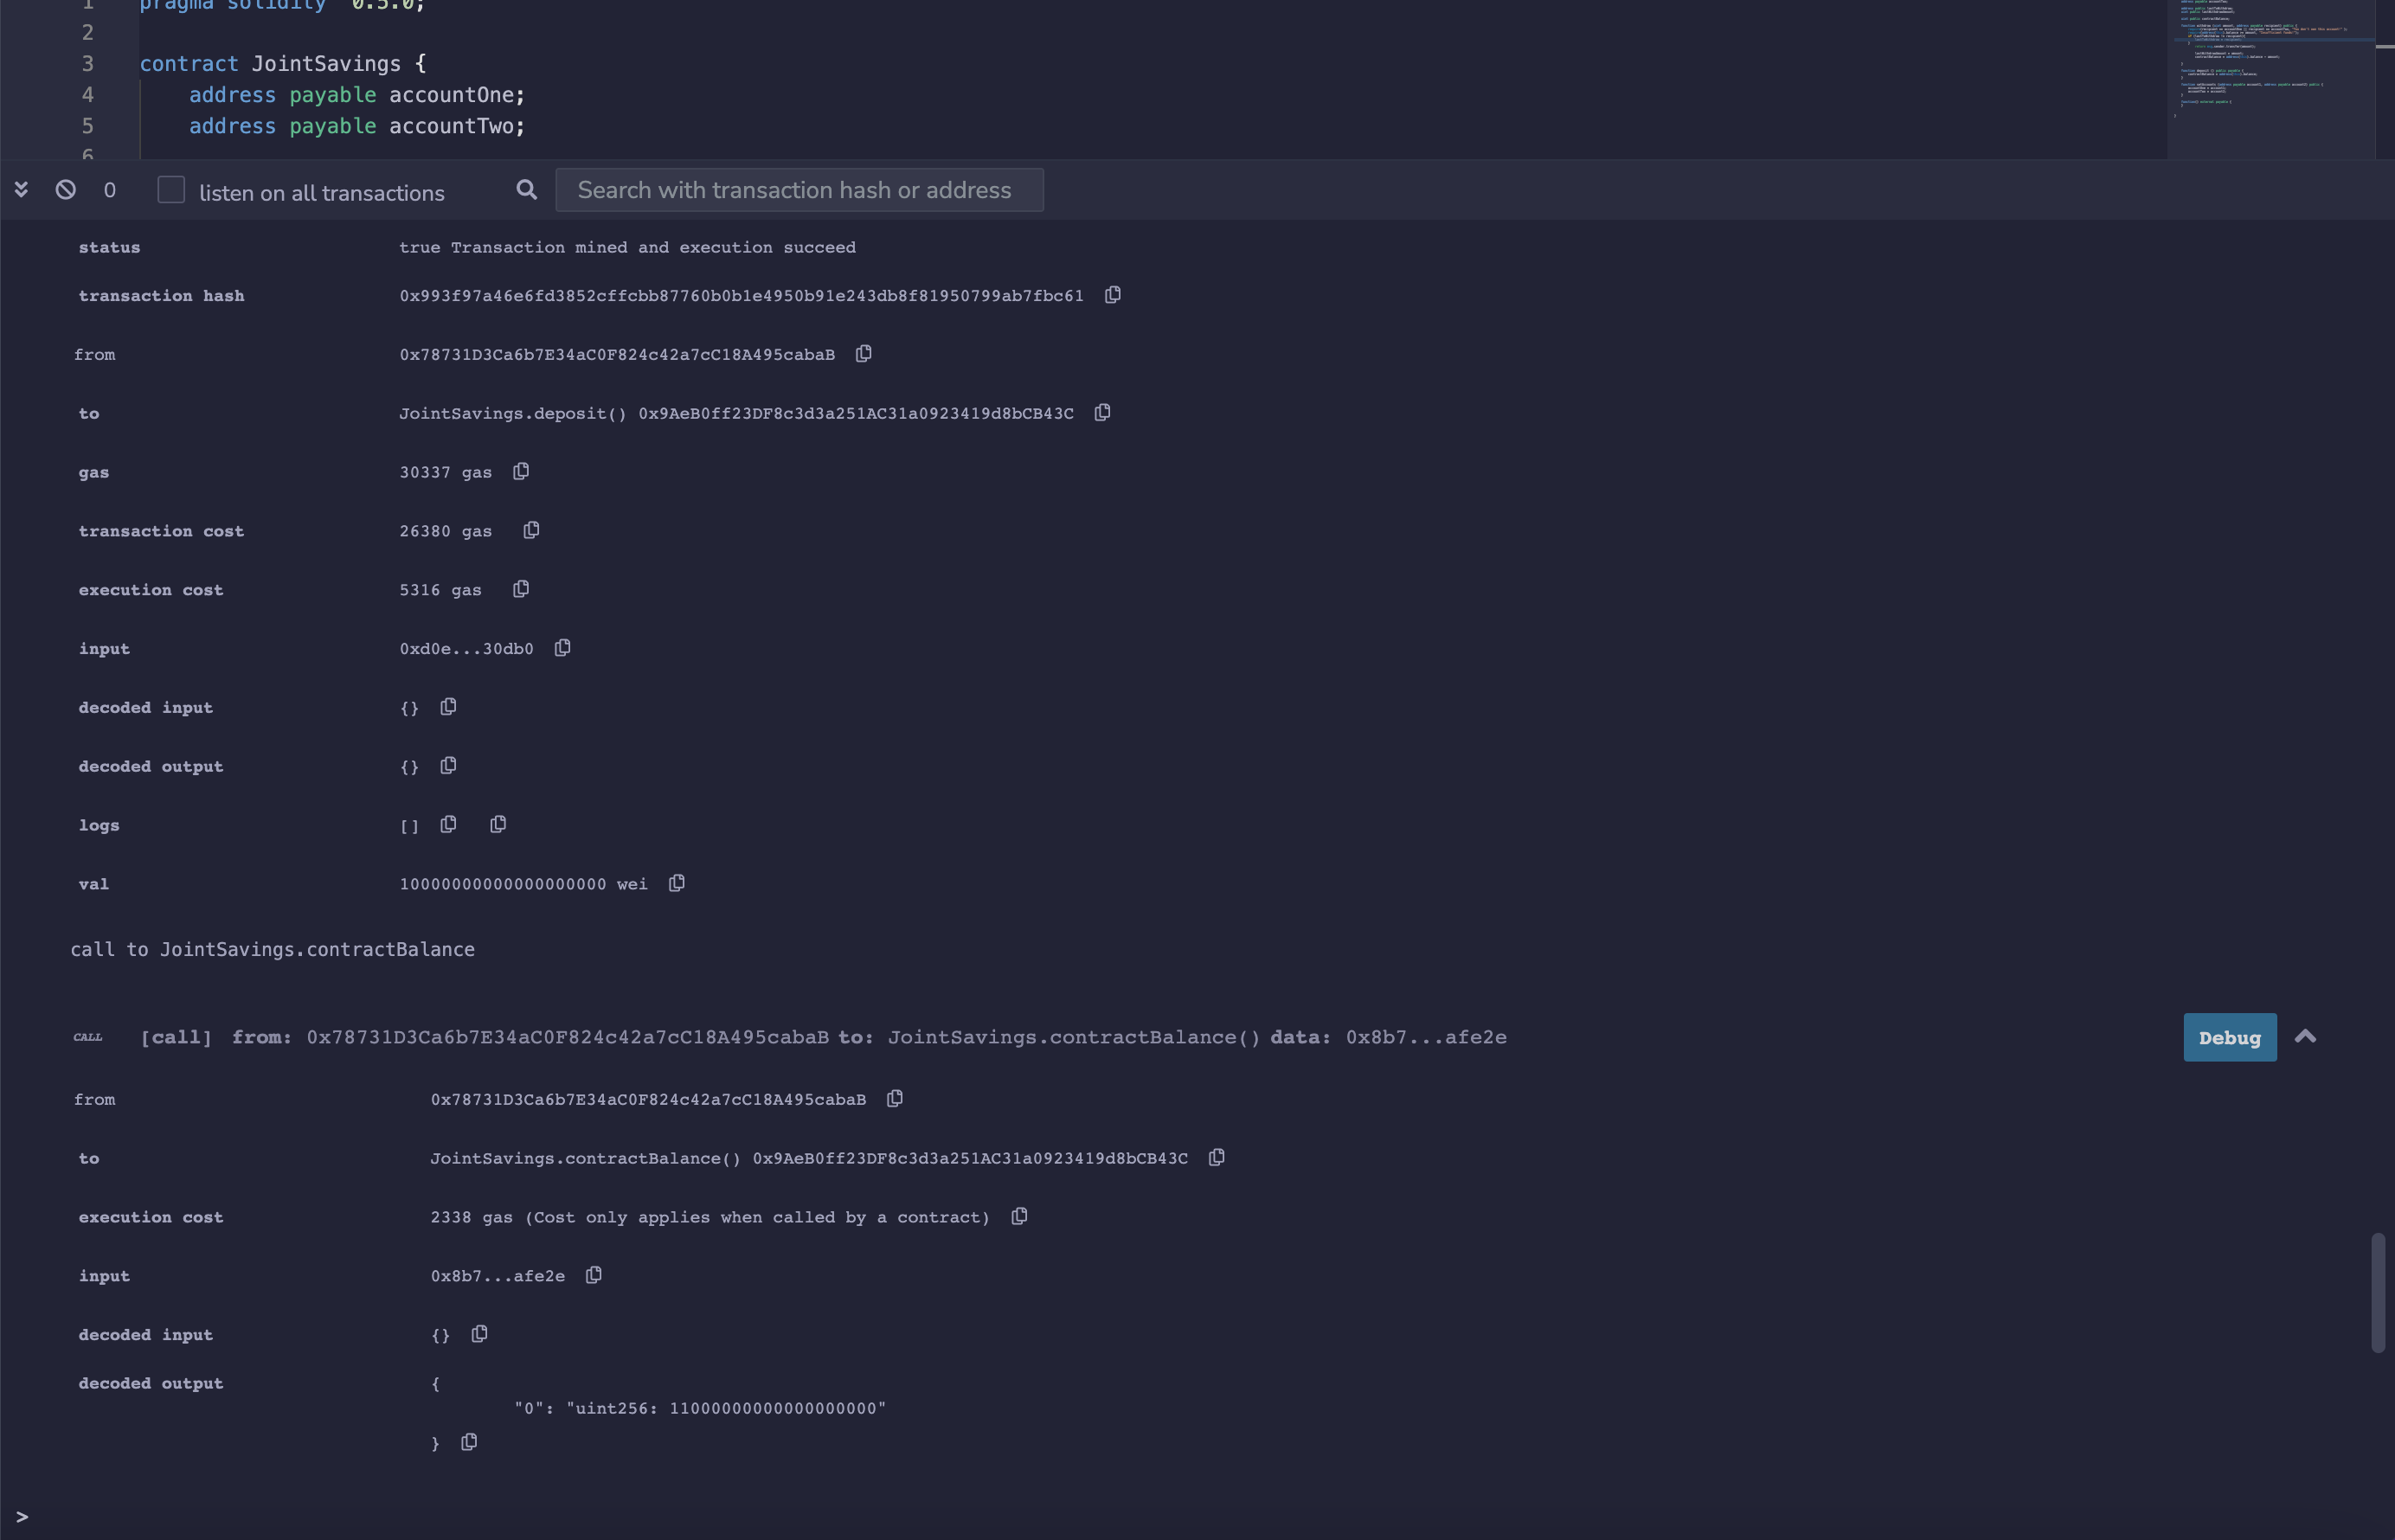 1 pragma solidity ^0.5.0;
2
3 contract JointSavings {
4 address payable accountOne;
5 address payable accountTwo;
6
0 listen on all transactions Search with transaction hash or address
status true Transaction mined and execution succeed
transaction hash 0x993f97a46e6fd3852cffcbb87760b0b1e4950b91e243db8f81950799ab7fbc61
from 0x78731D3Ca6b7E34aC0F824c42a7cC18A495cabaB
to JointSavings.deposit() 0x9AeB0ff23DF8c3d3a251AC31a0923419d8bCB43C
gas 30337 gas
transaction cost 26380 gas
execution cost 5316 gas
input 0xd0e...30db0
decoded input {}
decoded output {}
logs []
val 10000000000000000000 wei
call to JointSavings.contractBalance
CALL [call] from: 0x78731D3Ca6b7E34aC0F824c42a7cC18A495cabaB to: JointSavings.contractBalance() data: 0x8b7...afe2e Debug
from 0x78731D3Ca6b7E34aC0F824c42a7cC18A495cabaB
to JointSavings.contractBalance() 0x9AeB0ff23DF8c3d3a251AC31a0923419d8bCB43C
execution cost 2338 gas (Cost only applies when called by a contract)
input 0x8b7...afe2e
decoded input {}
decoded output {
"0": "uint256: 11000000000000000000"
}
>